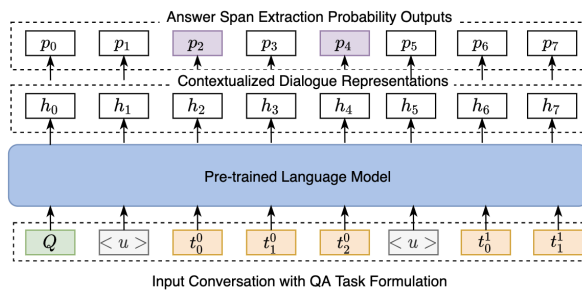 Answer Span Extraction Probability Outputs
p₀ p₁ p₂ p₃ p₄ p₅ p₆ p₇
Contextualized Dialogue Representations
h₀ h₁ h₂ h₃ h₄ h₅ h₆ h₇
Pre-trained Language Model
Q <u> t₀⁰ t₁⁰ t₂⁰ <u> t₀¹ t₁¹
Input Conversation with QA Task Formulation